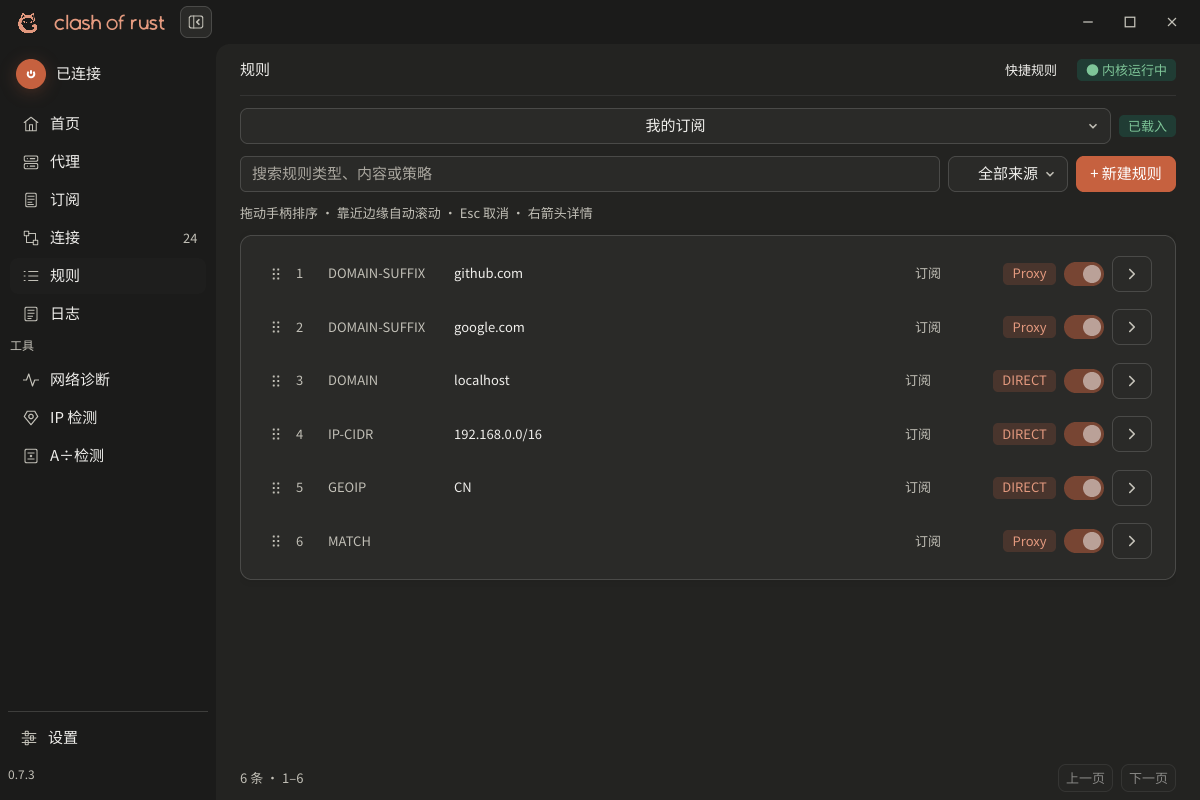 clash of rust
已连接
首页
代理
订阅
连接 24
规则
日志
工具
网络诊断
IP 检测
A÷检测
设置
0.7.3
规则 快捷规则 内核运行中
我的订阅 已载入
搜索规则类型、内容或策略 全部来源 + 新建规则
拖动手柄排序 • 靠近边缘自动滚动 • Esc 取消 • 右箭头详情
1 DOMAIN-SUFFIX github.com 订阅 Proxy
2 DOMAIN-SUFFIX google.com 订阅 Proxy
3 DOMAIN localhost 订阅 DIRECT
4 IP-CIDR 192.168.0.0/16 订阅 DIRECT
5 GEOIP CN 订阅 DIRECT
6 MATCH 订阅 Proxy
6 条 • 1–6 上一页 下一页